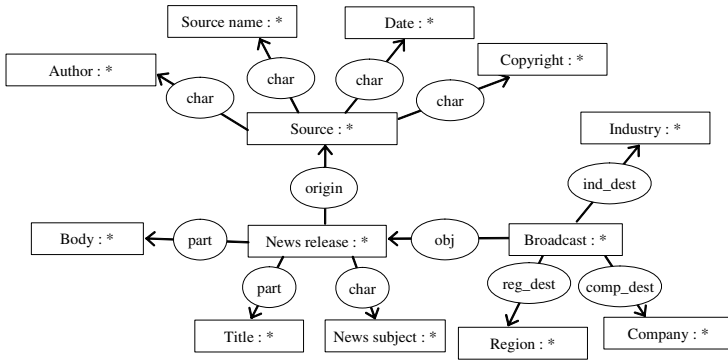 Source name : *
Date : *
Author : *
Copyright : *
char
char
char
char
Source : *
Industry : *
origin
ind_dest
Body : *
part
News release : *
obj
Broadcast : *
part
char
reg_dest
comp_dest
Title : *
News subject : *
Region : *
Company : *